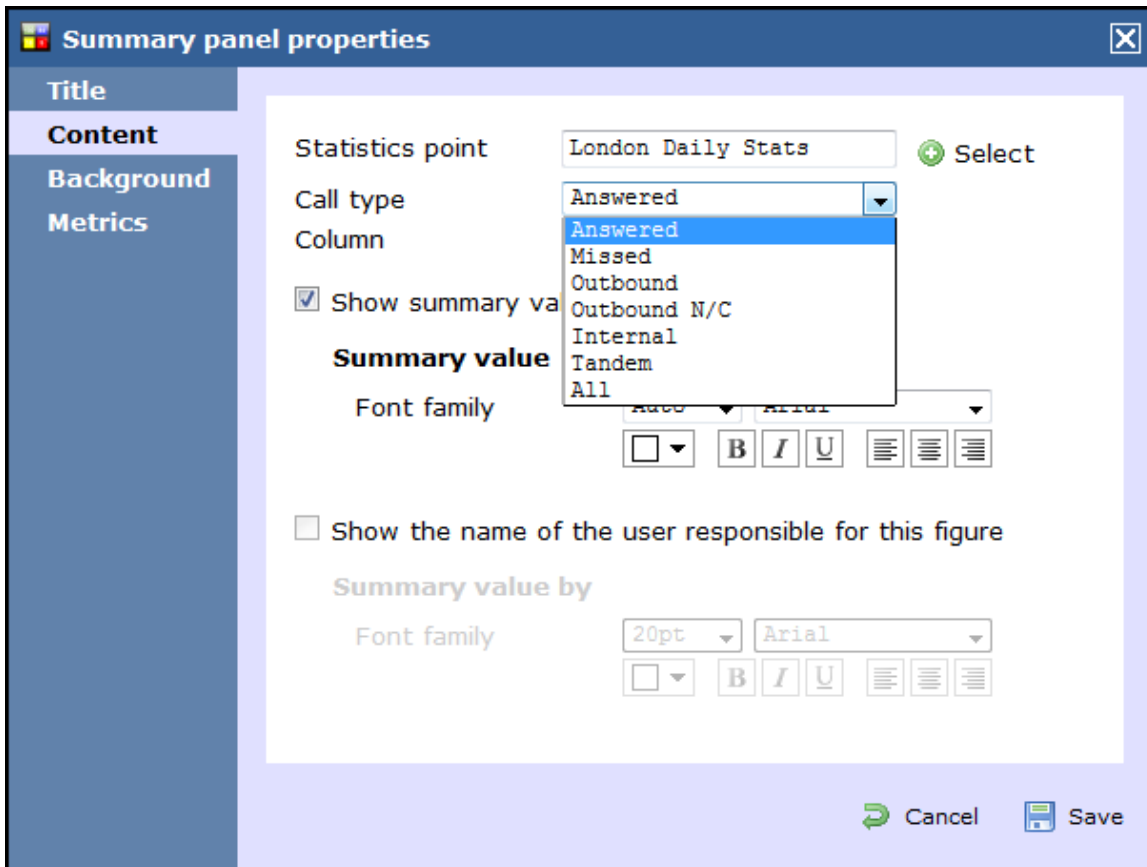 Summary panel properties
Title
Content
Background
Metrics
Statistics point London Daily Stats Select
Call type Answered
Column
Answered
Missed
Outbound
Outbound N/C
Internal
Tandem
All
Show summary va
Summary value
Font family Auto Arial
B I U
Show the name of the user responsible for this figure
Summary value by
Font family 20pt Arial
B I U
Cancel Save